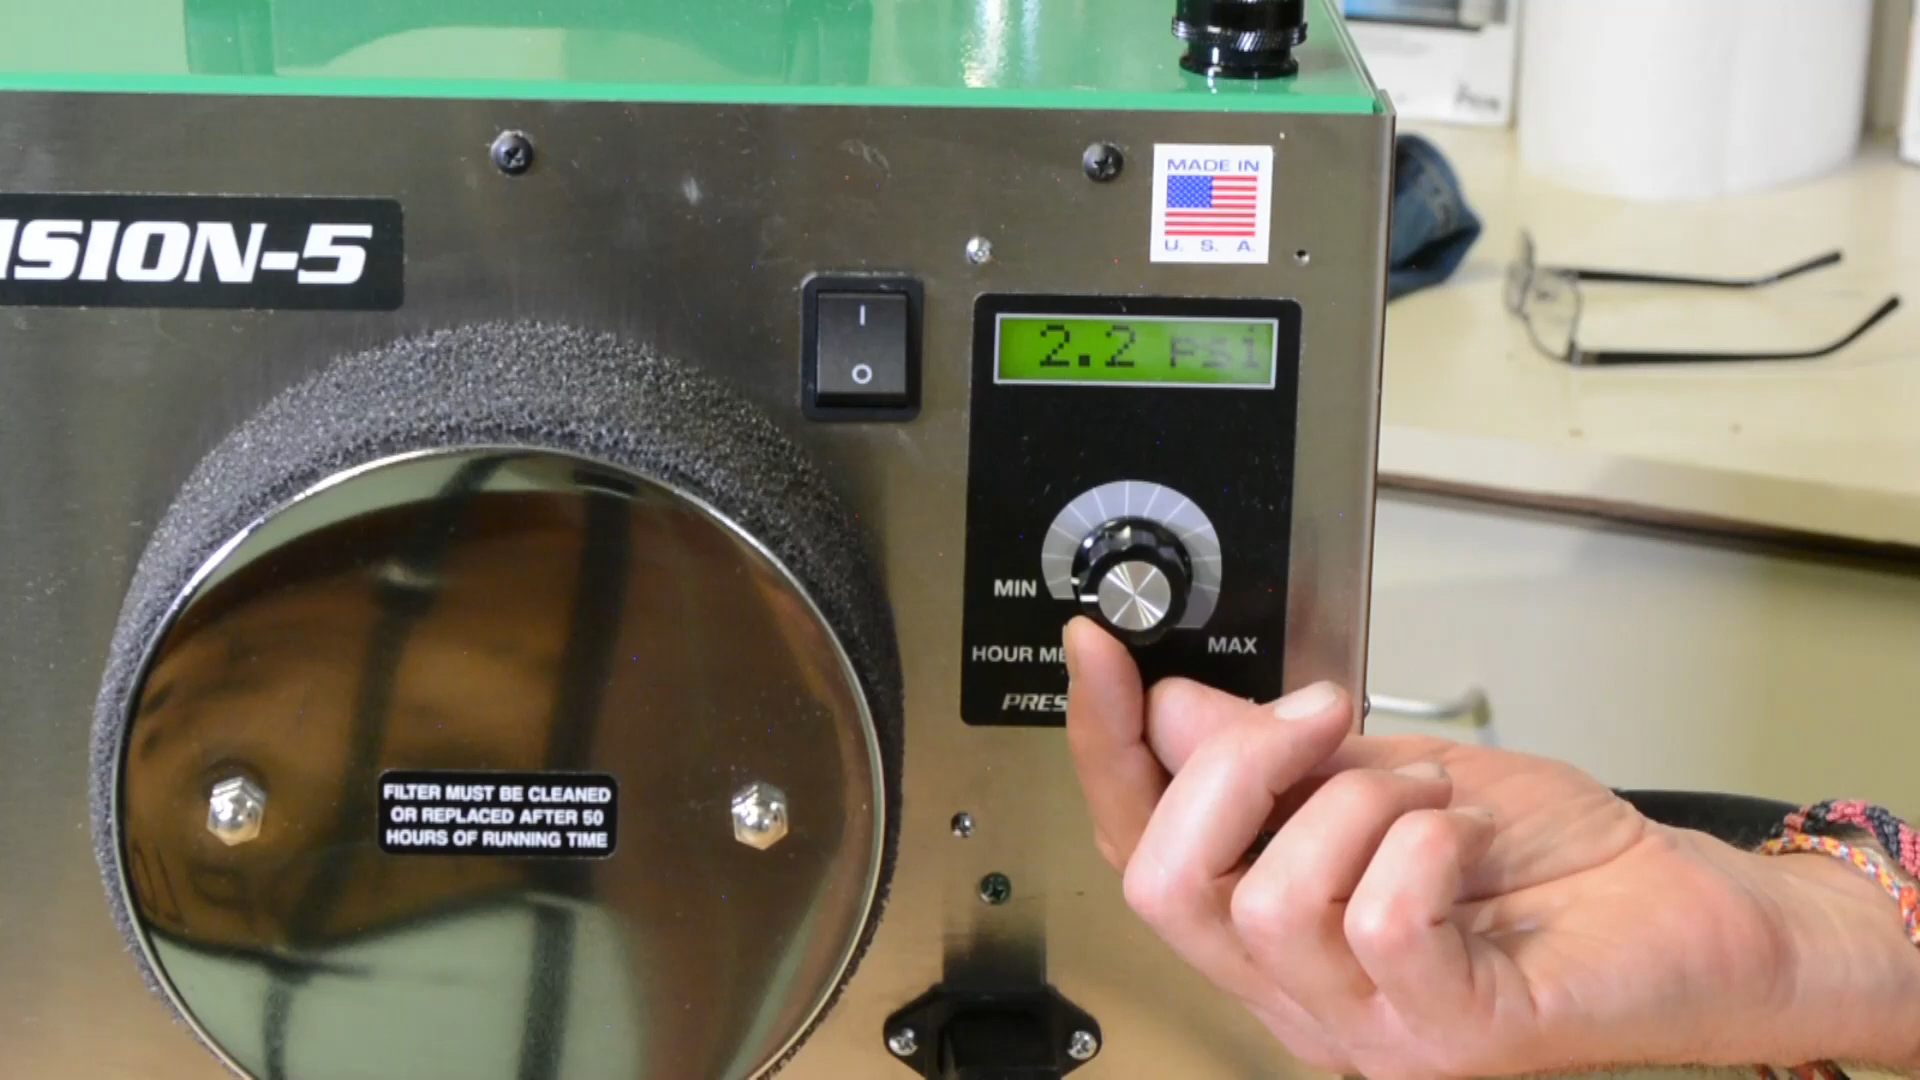 ISION-5
MADE IN
U. S. A.
I
O
2.2 PSi
MIN
MAX
HOUR ME
PRES
FILTER MUST BE CLEANED
OR REPLACED AFTER 50
HOURS OF RUNNING TIME